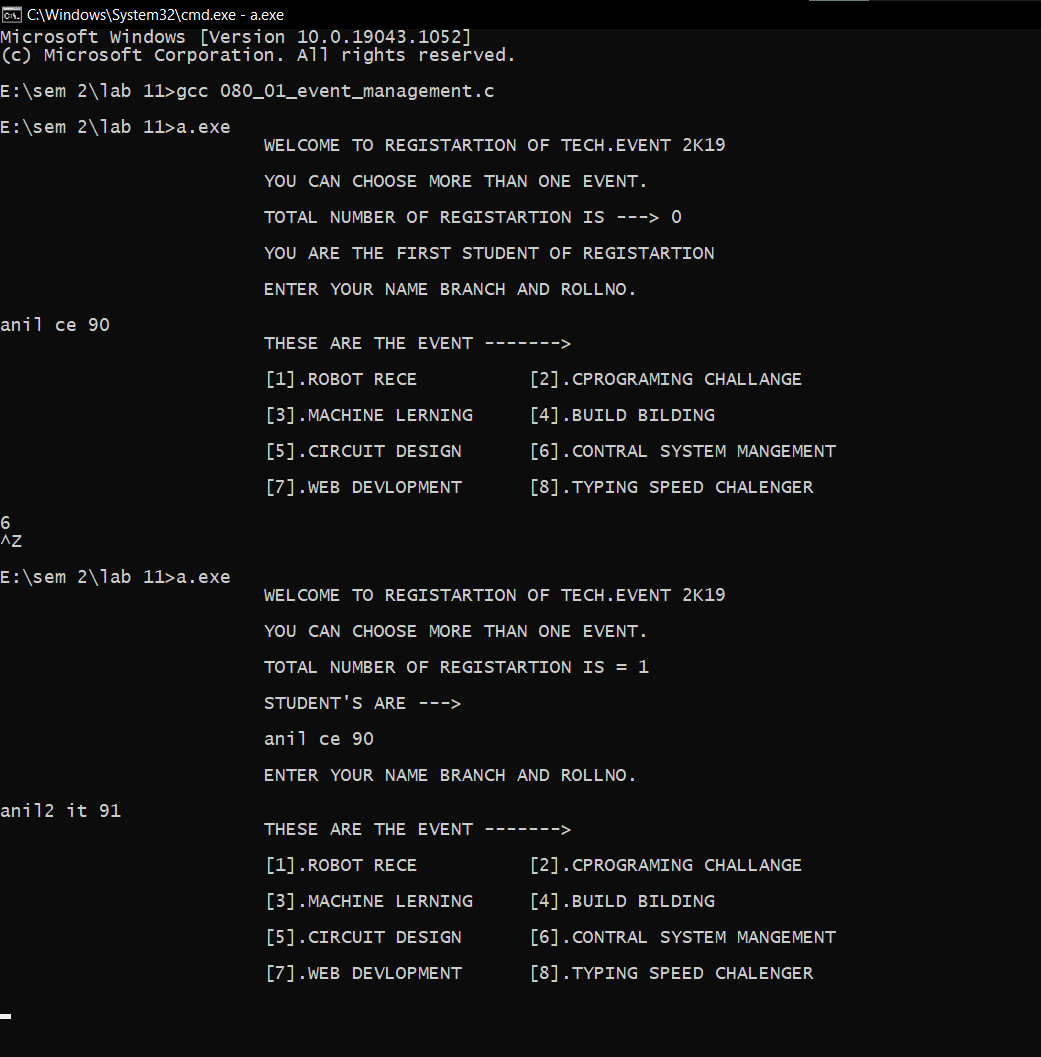 C:\Windows\System32\cmd.exe - a.exe
Microsoft Windows [Version 10.0.19043.1052]
(c) Microsoft Corporation. All rights reserved.
E:\sem 2\lab 11>gcc 080_01_event_management.c
E:\sem 2\lab 11>a.exe
WELCOME TO REGISTARTION OF TECH.EVENT 2K19
YOU CAN CHOOSE MORE THAN ONE EVENT.
TOTAL NUMBER OF REGISTARTION IS ---> 0
YOU ARE THE FIRST STUDENT OF REGISTARTION
ENTER YOUR NAME BRANCH AND ROLLNO.
anil ce 90
THESE ARE THE EVENT ------->
[1].ROBOT RECE [2].CPROGRAMING CHALLANGE
[3].MACHINE LERNING [4].BUILD BILDING
[5].CIRCUIT DESIGN [6].CONTRAL SYSTEM MANGEMENT
[7].WEB DEVLOPMENT [8].TYPING SPEED CHALENGER
6
^Z
E:\sem 2\lab 11>a.exe
WELCOME TO REGISTARTION OF TECH.EVENT 2K19
YOU CAN CHOOSE MORE THAN ONE EVENT.
TOTAL NUMBER OF REGISTARTION IS = 1
STUDENT'S ARE --->
anil ce 90
ENTER YOUR NAME BRANCH AND ROLLNO.
anil2 it 91
THESE ARE THE EVENT ------->
[1].ROBOT RECE [2].CPROGRAMING CHALLANGE
[3].MACHINE LERNING [4].BUILD BILDING
[5].CIRCUIT DESIGN [6].CONTRAL SYSTEM MANGEMENT
[7].WEB DEVLOPMENT [8].TYPING SPEED CHALENGER